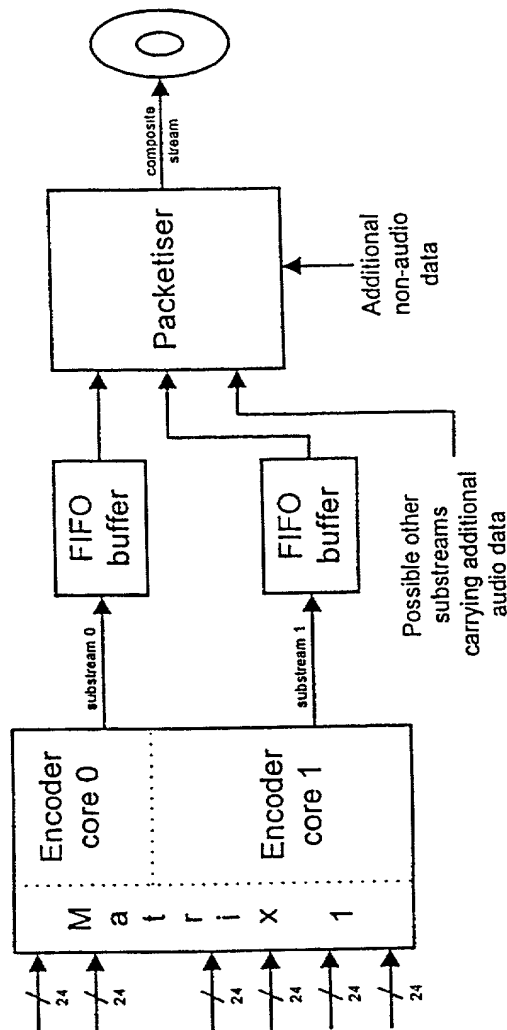 24
24
24
24
24
24
M a t r i x 1
Encoder
core 0
Encoder
core 1
substream 0
substream 1
FIFO
buffer
FIFO
buffer
Possible other
substreams
carrying additional
audio data
Packetiser
Additional
non-audio
data
composite
stream